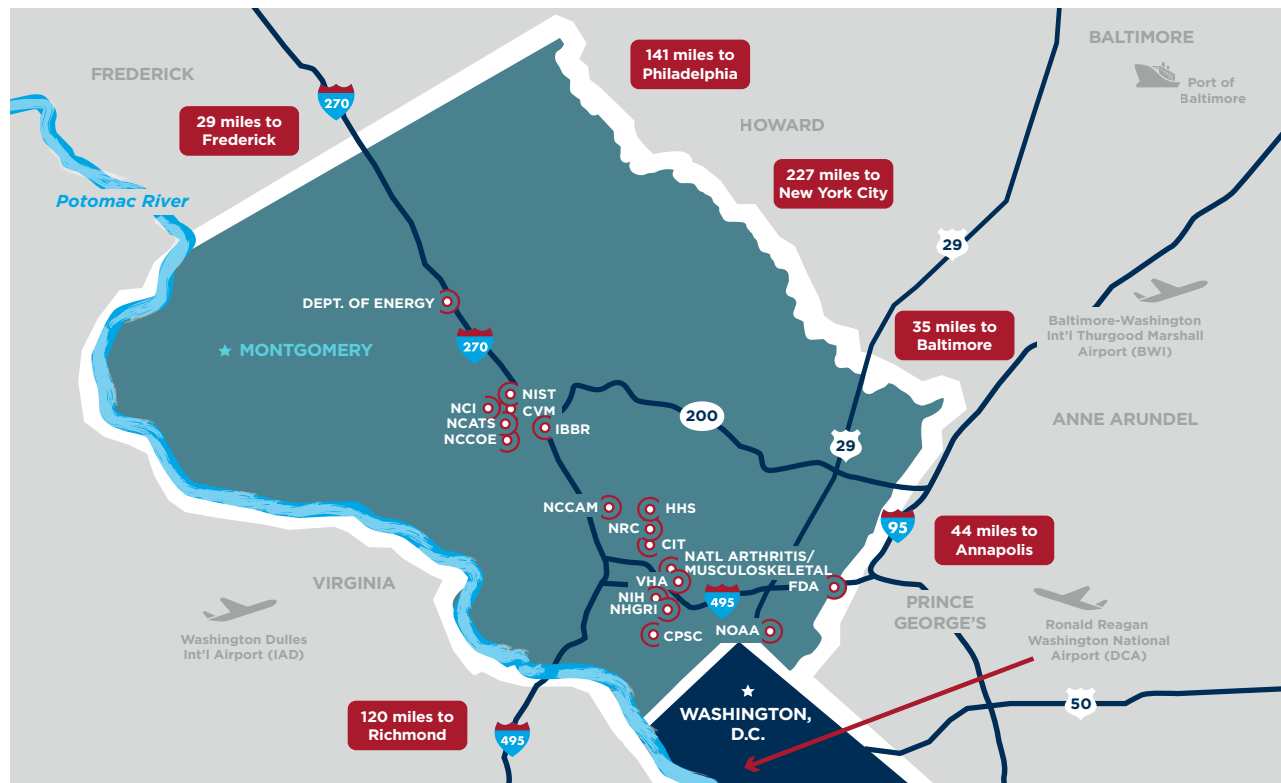 BALTIMORE
141 miles to
Philadelphia
FREDERICK
Port of
Baltimore
270
29 miles to
Frederick
HOWARD
227 miles to
New York City
Potomac River
29
DEPT. OF ENERGY
Baltimore-Washington
Int'l Thurgood Marshall
Airport (BWI)
35 miles to
Baltimore
MONTGOMERY
270
NIST
NCI
CVM
NCATS
IBBR
NCCOE
200
29
ANNE ARUNDEL
NCCAM
HHS
NRC
CIT
95
44 miles to
Annapolis
NATL ARTHRITIS/
MUSCULOSKELETAL
VIRGINIA
VHA
FDA
NIH
NHGRI
495
PRINCE
GEORGE'S
CPSC
NOAA
Washington Dulles
Int'l Airport (IAD)
Ronald Reagan
Washington National
Airport (DCA)
WASHINGTON,
D.C.
50
120 miles to
Richmond
495